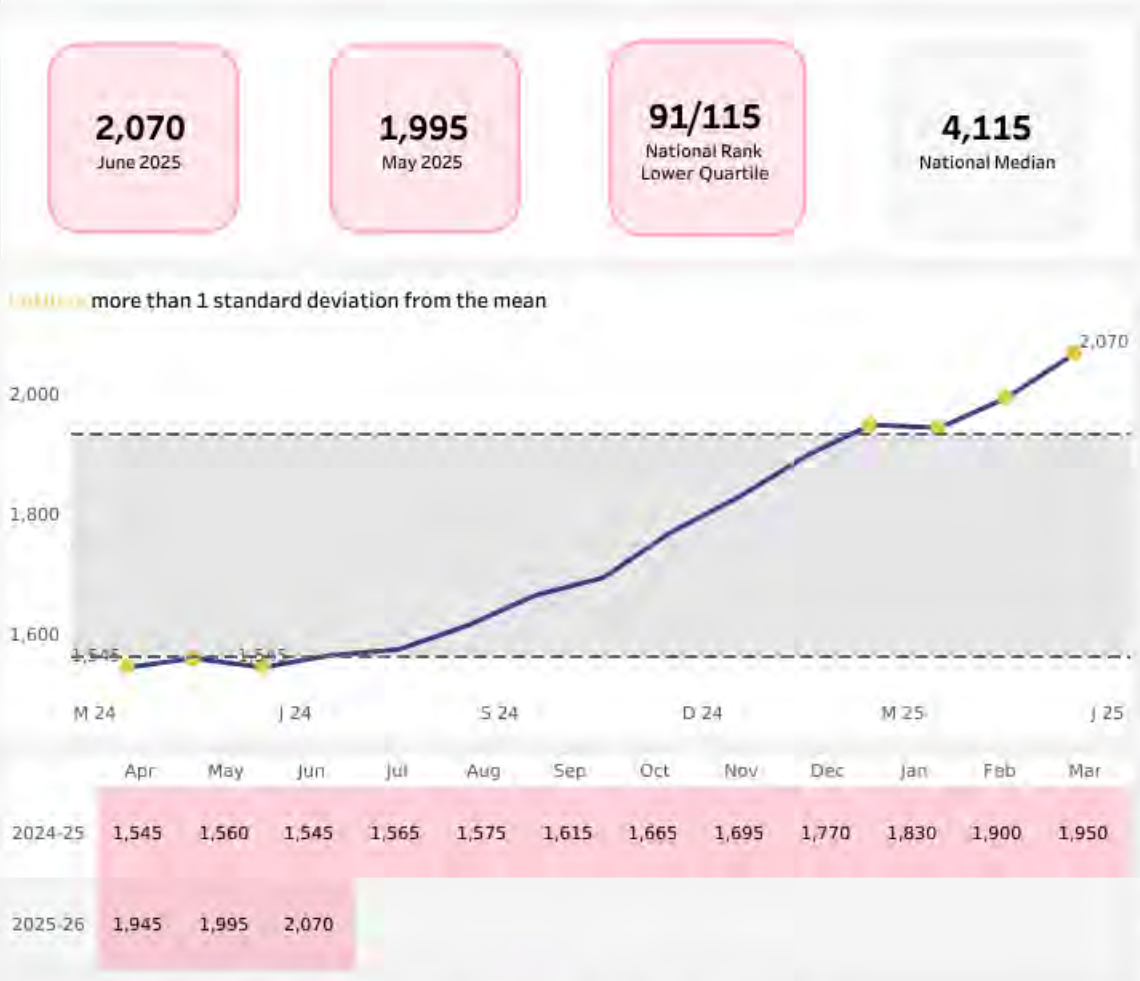 2,070
June 2025
1,995
May 2025
91/115
National Rank
Lower Quartile
4,115
National Median
more than 1 standard deviation from the mean
2,070
2,000
1,800
1,600
1,545 1,545
M 24 J 24 S 24 D 24 M 25 J 25
Apr May Jun Jul Aug Sep Oct Nov Dec Jan Feb Mar
2024-25 1,545 1,560 1,545 1,565 1,575 1,615 1,665 1,695 1,770 1,830 1,900 1,950
2025-26 1,945 1,995 2,070